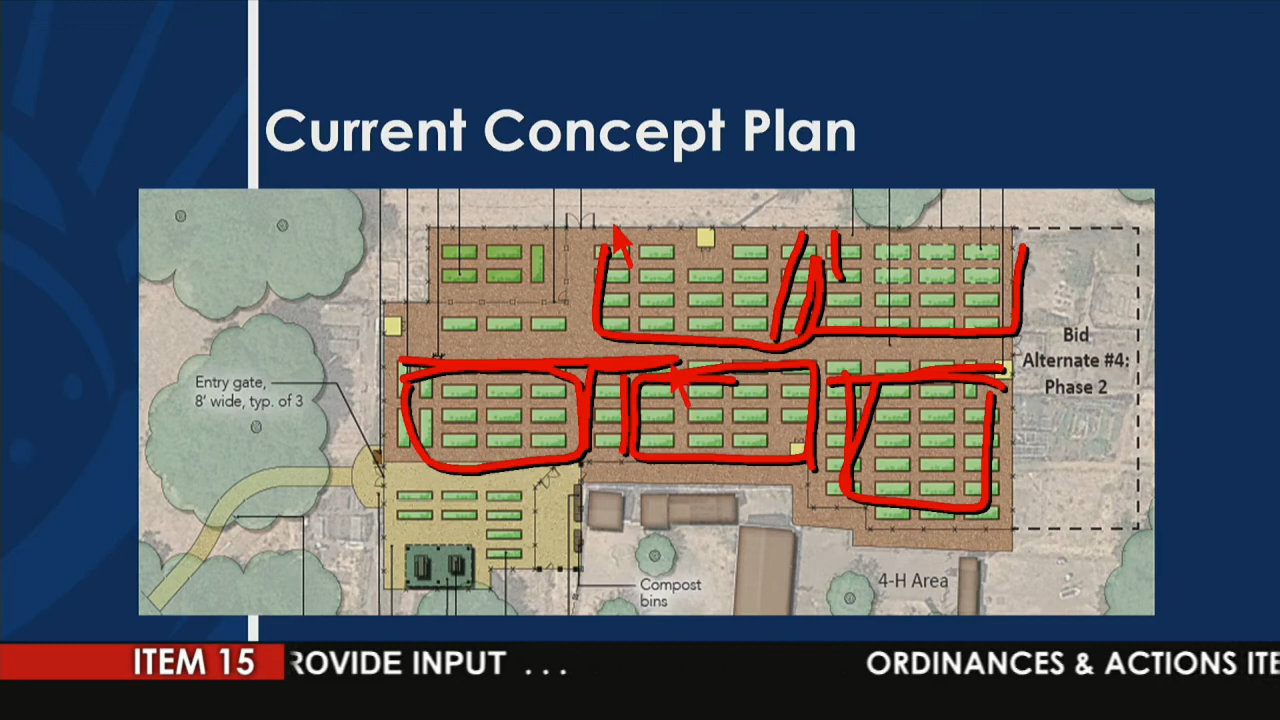 Current Concept Plan
Entry gate,
8' wide, typ. of 3
Bid
Alternate #4:
Phase 2
Compost
bins
4-H Area
ITEM 15
ROVIDE INPUT . . .
ORDINANCES & ACTIONS ITE